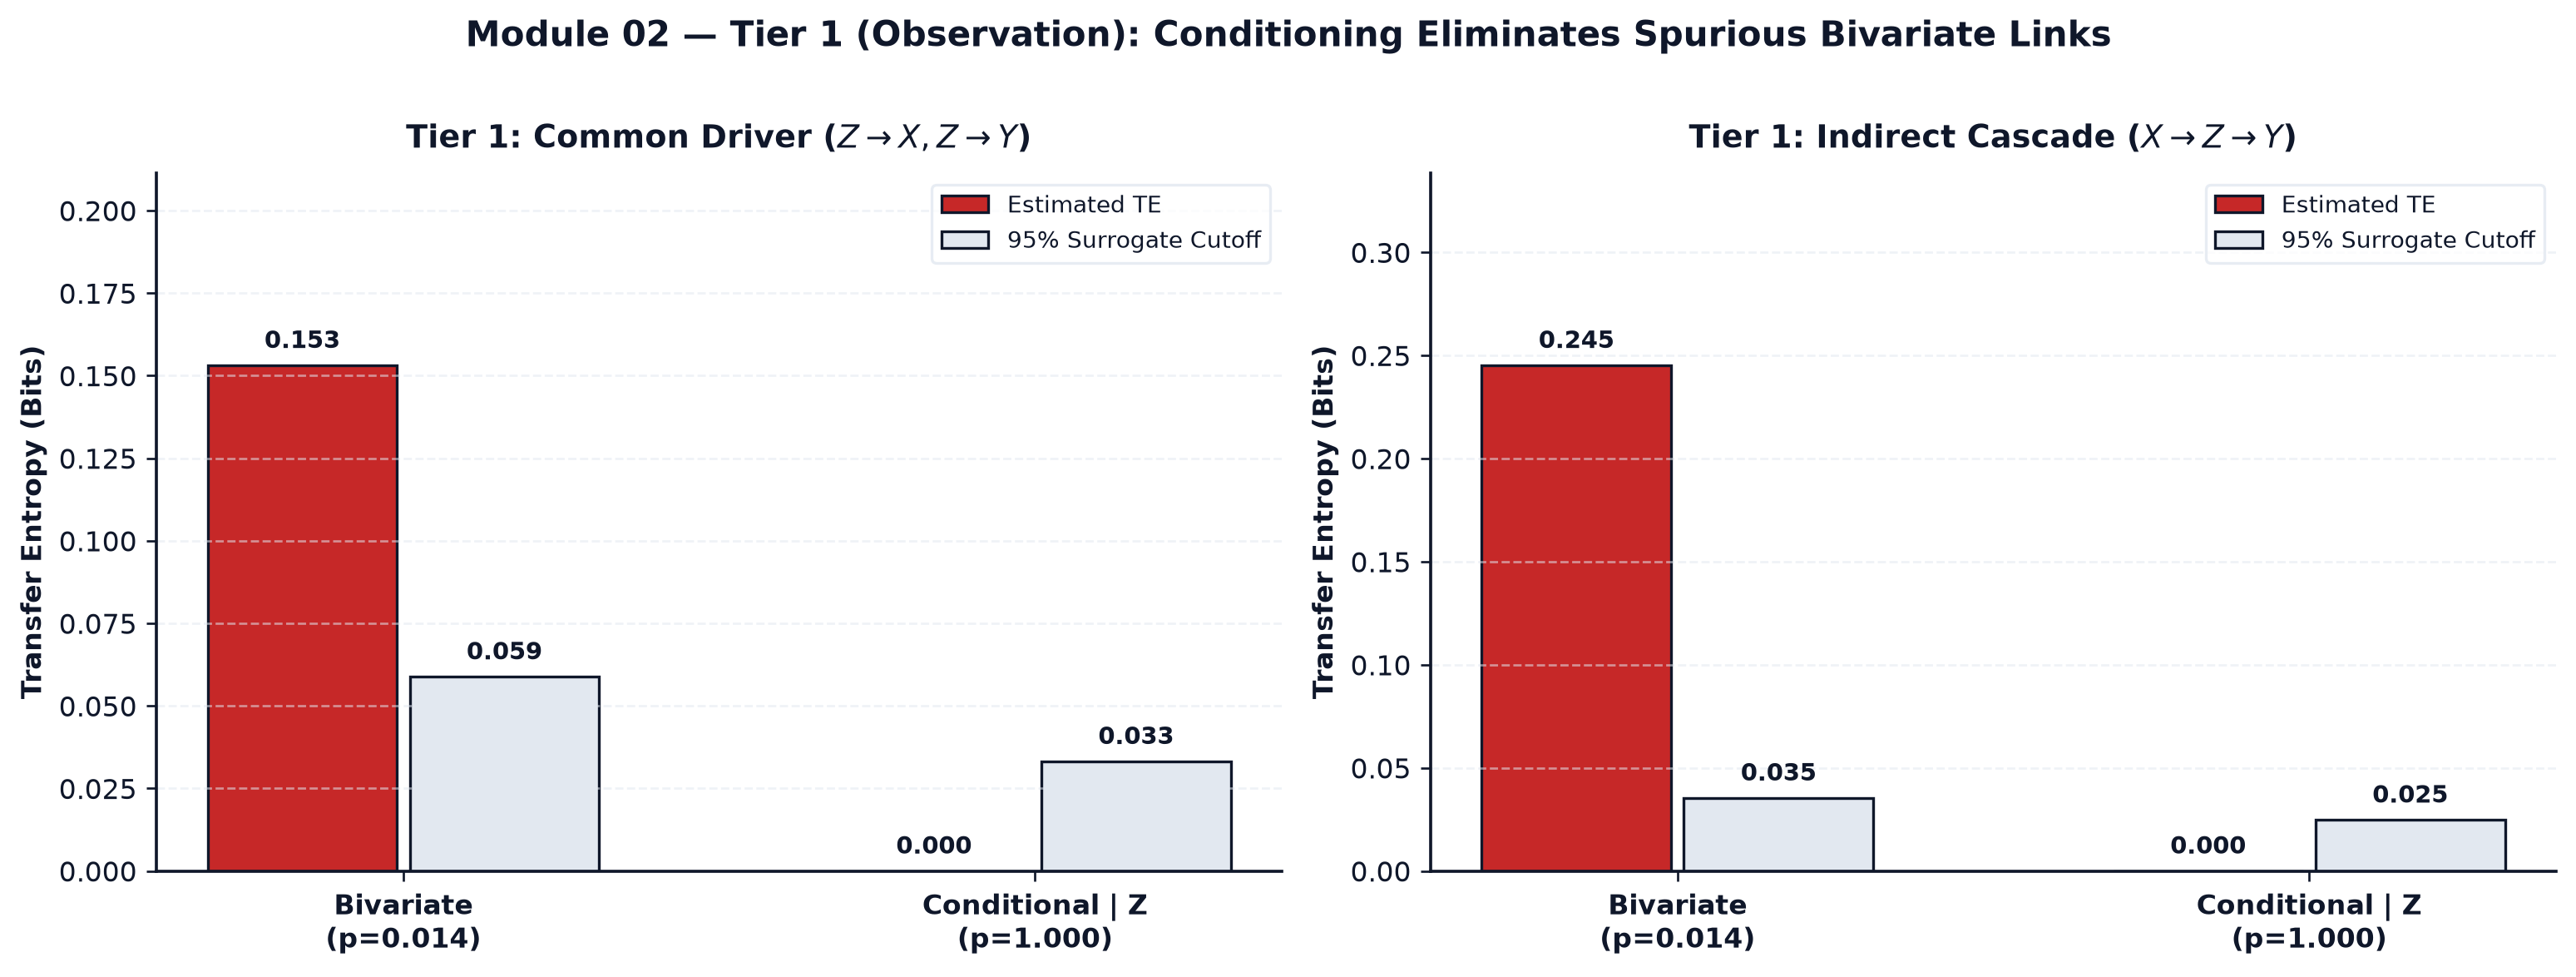 Module 02 — Tier 1 (Observation): Conditioning Eliminates Spurious Bivariate Links
Tier 1: Common Driver (Z → X, Z → Y)
Estimated TE
95% Surrogate Cutoff
Transfer Entropy (Bits)
0.200
0.175
0.150
0.125
0.100
0.075
0.050
0.025
0.000
0.153
0.059
0.000
0.033
Bivariate
(p=0.014)
Conditional | Z
(p=1.000)
Tier 1: Indirect Cascade (X → Z → Y)
Estimated TE
95% Surrogate Cutoff
Transfer Entropy (Bits)
0.30
0.25
0.20
0.15
0.10
0.05
0.00
0.245
0.035
0.000
0.025
Bivariate
(p=0.014)
Conditional | Z
(p=1.000)